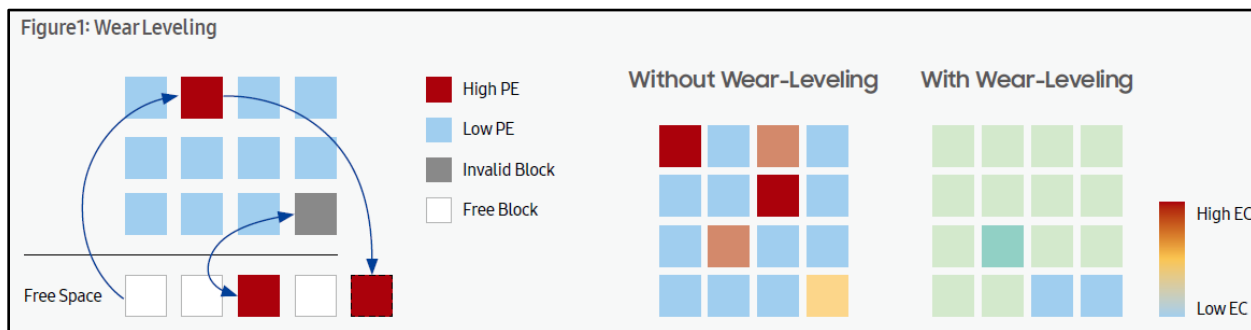 Figure1: Wear Leveling
High PE
Low PE
Invalid Block
Free Block
Free Space
Without Wear-Leveling
With Wear-Leveling
High EC
Low EC